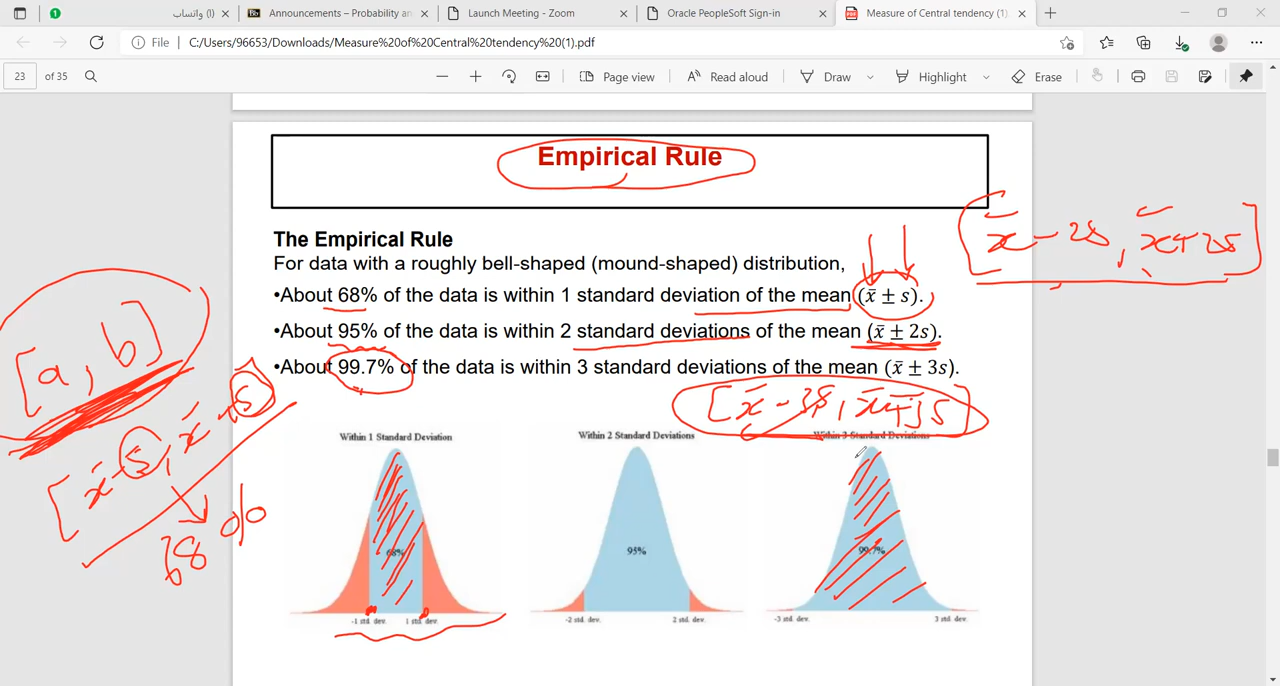 واتساب (١)
Announcements – Probability an
Launch Meeting - Zoom
Oracle PeopleSoft Sign-in
Measure of Central tendency (1).
File
C:/Users/96653/Downloads/Measure%20of%20Central%20tendency%20(1).pdf
23 of 35
Page view
Read aloud
Draw
Highlight
Erase
Empirical Rule
The Empirical Rule
For data with a roughly bell-shaped (mound-shaped) distribution,
•About 68% of the data is within 1 standard deviation of the mean (x̄ ± s).
•About 95% of the data is within 2 standard deviations of the mean (x̄ ± 2s).
•About 99.7% of the data is within 3 standard deviations of the mean (x̄ ± 3s).
[x̄ - 2s, x̄ + 2s]
[a, b]
[x̄ - s, x̄ + s
68 %
[x̄ - 3s, x̄ + 3s]
Within 1 Standard Deviation
68%
-1 std. dev.
1 std. dev.
Within 2 Standard Deviations
95%
-2 std. dev.
2 std. dev.
Within 3 Standard Deviations
99.7%
-3 std. dev.
3 std. dev.